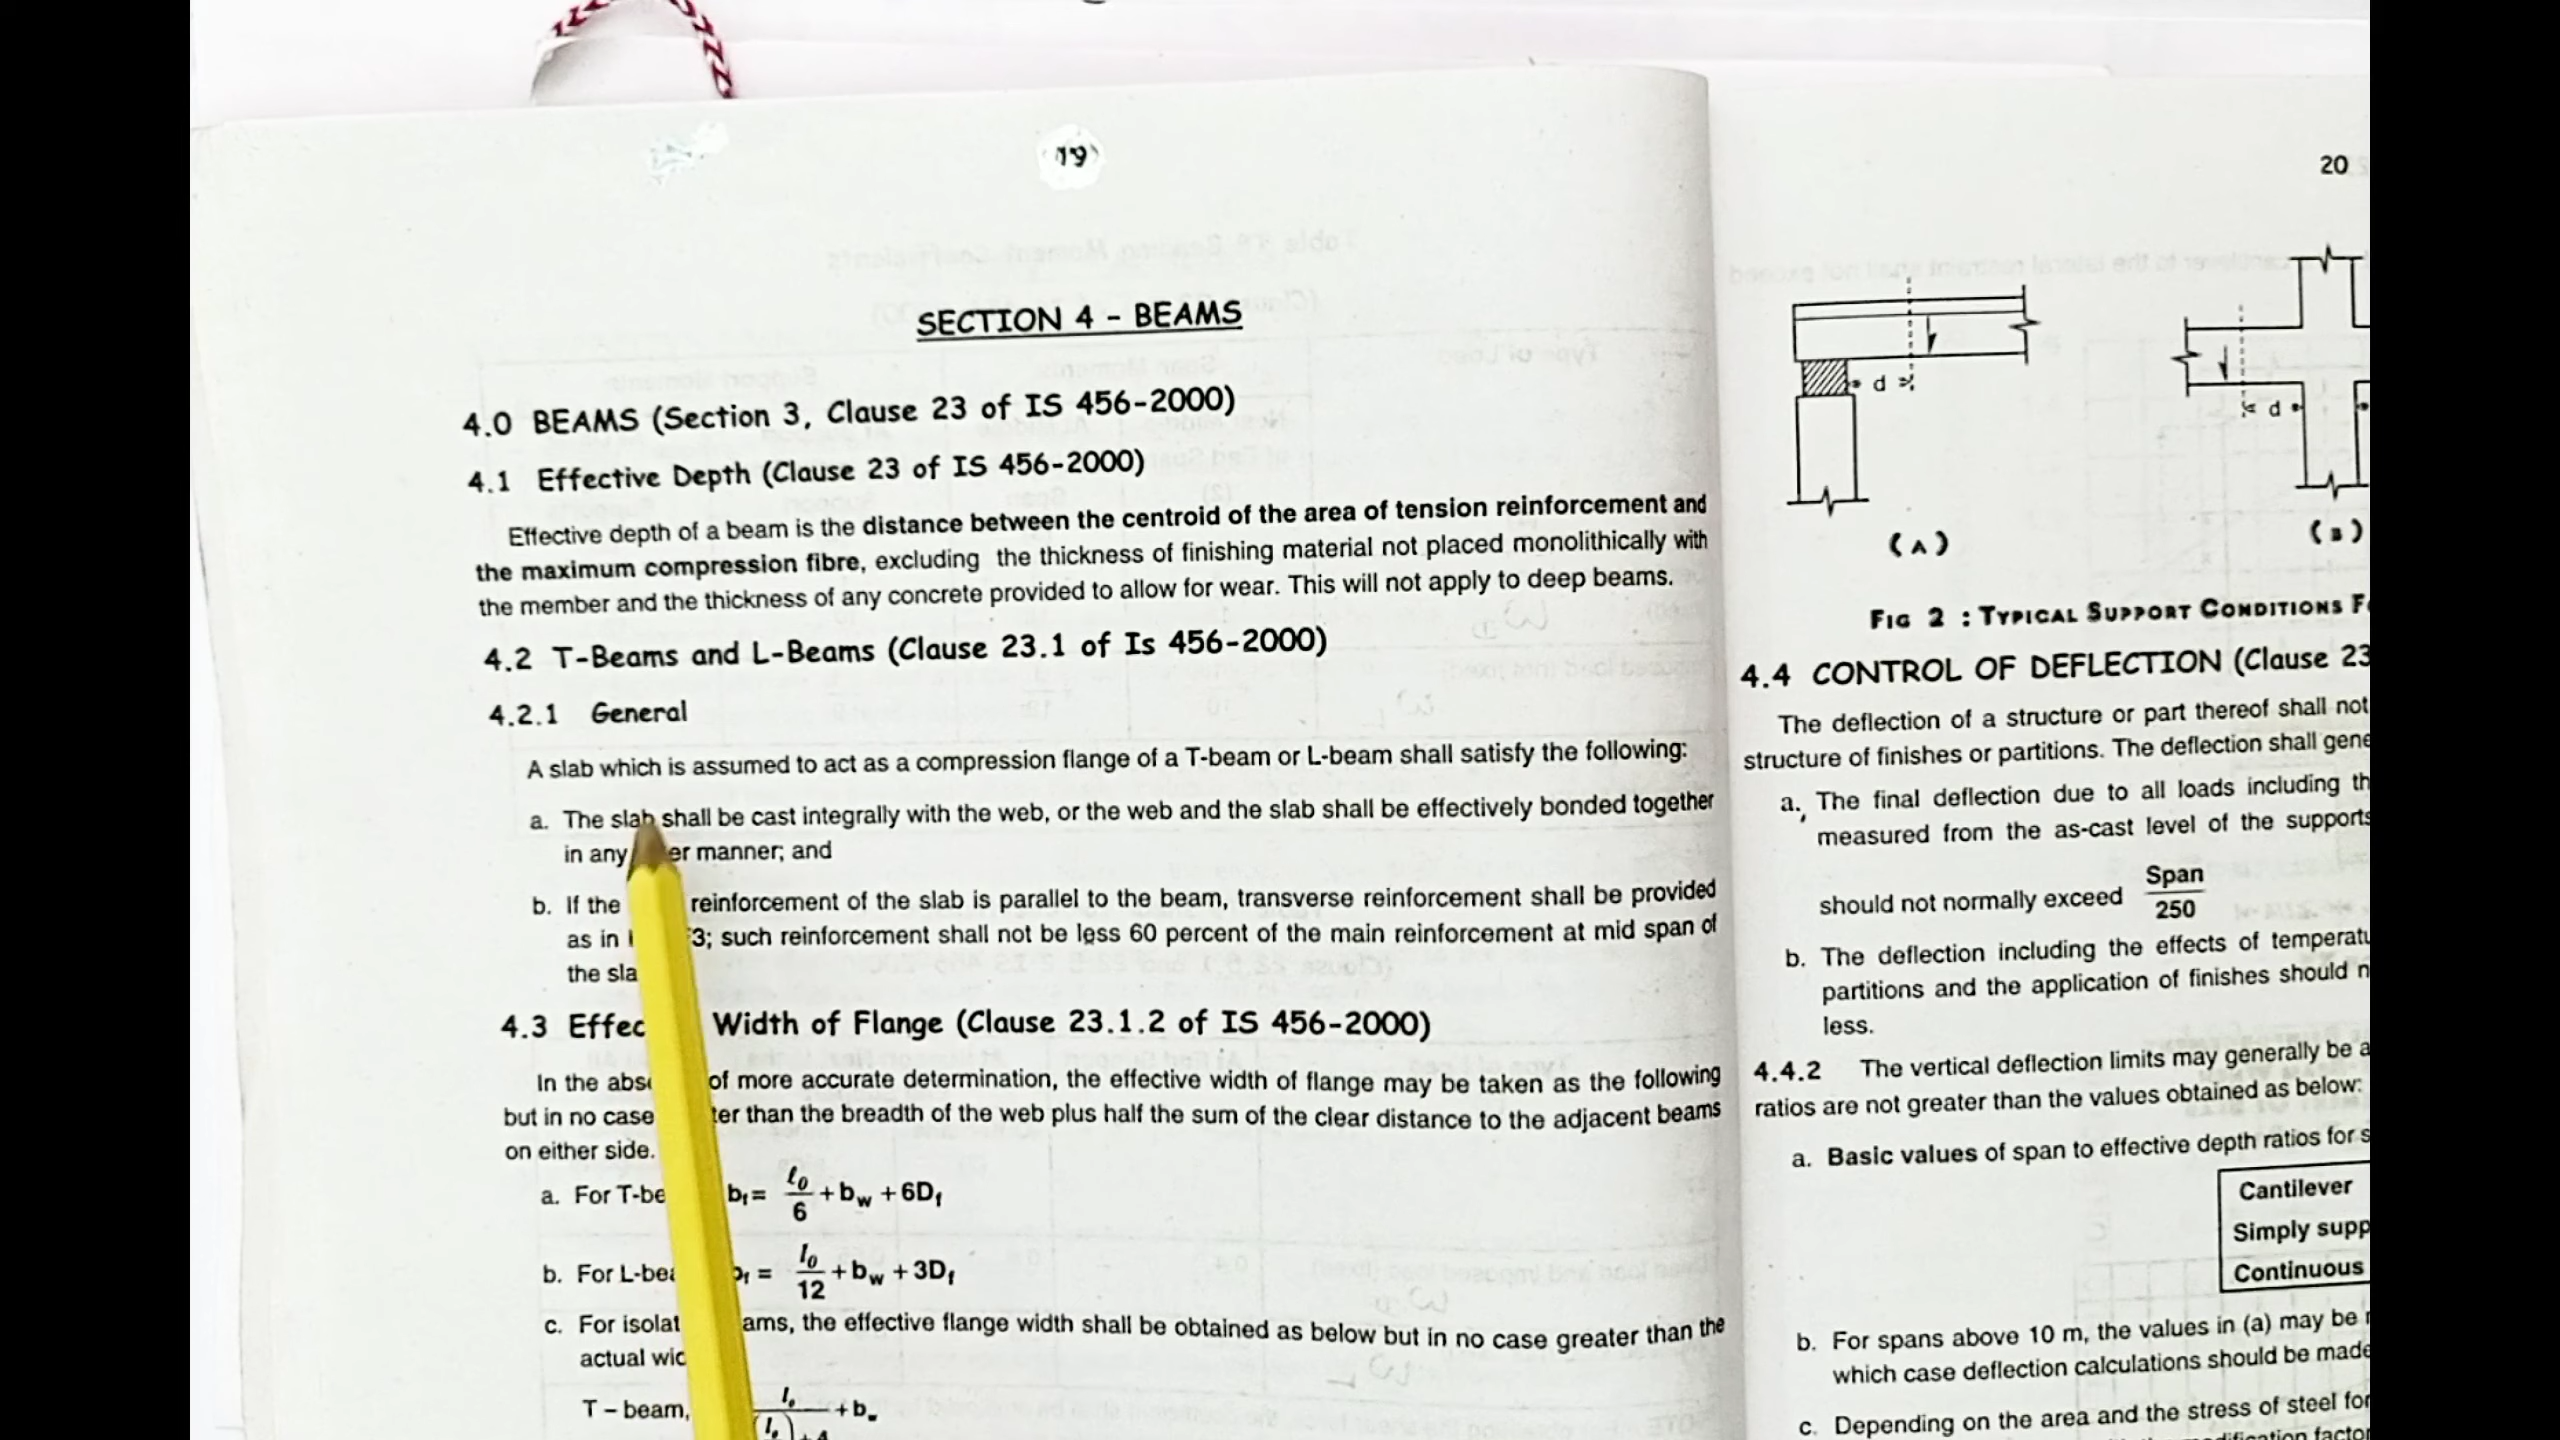 19
SECTION 4 - BEAMS
4.0 BEAMS (Section 3, Clause 23 of IS 456-2000)
4.1 Effective Depth (Clause 23 of IS 456-2000)
Effective depth of a beam is the distance between the centroid of the area of tension reinforcement and
the maximum compression fibre, excluding the thickness of finishing material not placed monolithically with
the member and the thickness of any concrete provided to allow for wear. This will not apply to deep beams.
4.2 T-Beams and L-Beams (Clause 23.1 of Is 456-2000)
4.2.1 General
A slab which is assumed to act as a compression flange of a T-beam or L-beam shall satisfy the following:
a. The slab shall be cast integrally with the web, or the web and the slab shall be effectively bonded together
in any er manner; and
b. If the reinforcement of the slab is parallel to the beam, transverse reinforcement shall be provided
as in 3; such reinforcement shall not be less 60 percent of the main reinforcement at mid span of
the sla
4.3 Effec Width of Flange (Clause 23.1.2 of IS 456-2000)
In the abs of more accurate determination, the effective width of flange may be taken as the following
but in no case ter than the breadth of the web plus half the sum of the clear distance to the adjacent beams
on either side.
a. For T-be bf = l0/6 + bw + 6Df
b. For L-bea bf = l0/12 + bw + 3Df
c. For isolat ams, the effective flange width shall be obtained as below but in no case greater than the
actual wid
T – beam,
20
d
d
(A)
(B)
FIG 2 : TYPICAL SUPPORT CONDITIONS F
4.4 CONTROL OF DEFLECTION (Clause 23
The deflection of a structure or part thereof shall not
structure of finishes or partitions. The deflection shall gene
a. The final deflection due to all loads including th
measured from the as-cast level of the supports
should not normally exceed Span/250
b. The deflection including the effects of temperatu
partitions and the application of finishes should n
less.
4.4.2 The vertical deflection limits may generally be a
ratios are not greater than the values obtained as below:
a. Basic values of span to effective depth ratios for s
Cantilever
Simply supp
Continuous
b. For spans above 10 m, the values in (a) may be
which case deflection calculations should be made
c. Depending on the area and the stress of steel for